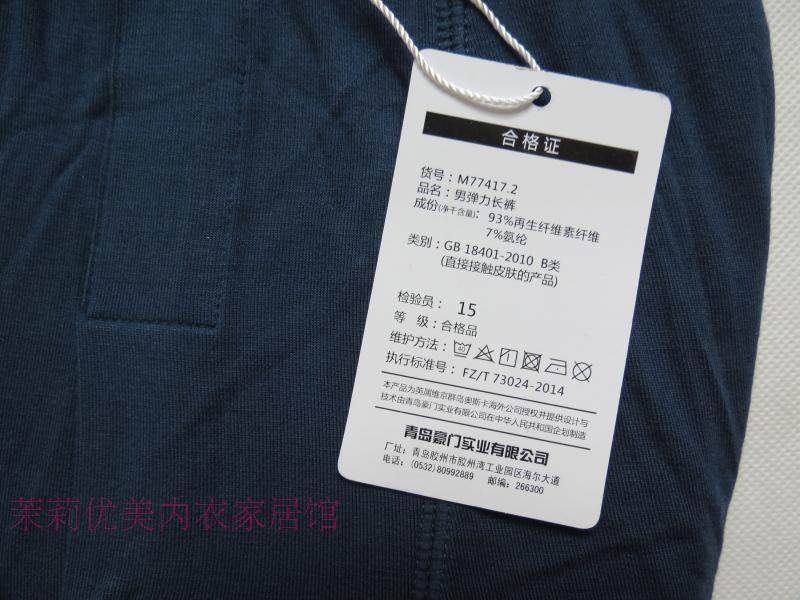 合格证
货号：M77417.2
品名：男弹力长裤
成份(净干含量)：93%再生纤维素纤维
7%氨纶
类别：GB 18401-2010 B类
(直接接触皮肤的产品)
检验员：15
等 级：合格品
维护方法：
执行标准号：FZ/T 73024-2014
本产品为英属维京群岛奥斯卡海外公司授权并提供设计与
技术由青岛豪门实业有限公司在中华人民共和国企划制造
青岛豪门实业有限公司
厂址：青岛胶州市胶州湾工业园区海尔大道
电话：(0532) 80992889 邮编：266300
茉莉优美内衣家居馆